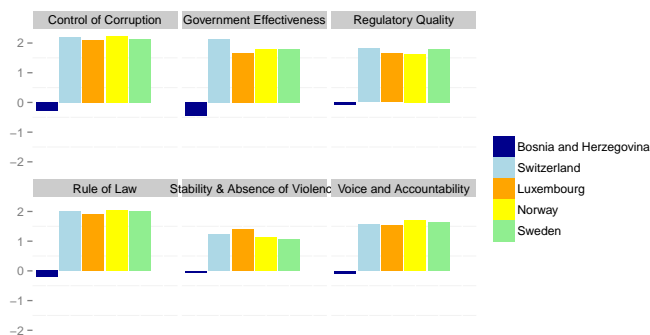 Control of Corruption
Government Effectiveness
Regulatory Quality
2
1
0
−1
−2
Rule of Law
Stability & Absence of Violenc
Voice and Accountability
2
1
0
−1
−2
Bosnia and Herzegovina
Switzerland
Luxembourg
Norway
Sweden